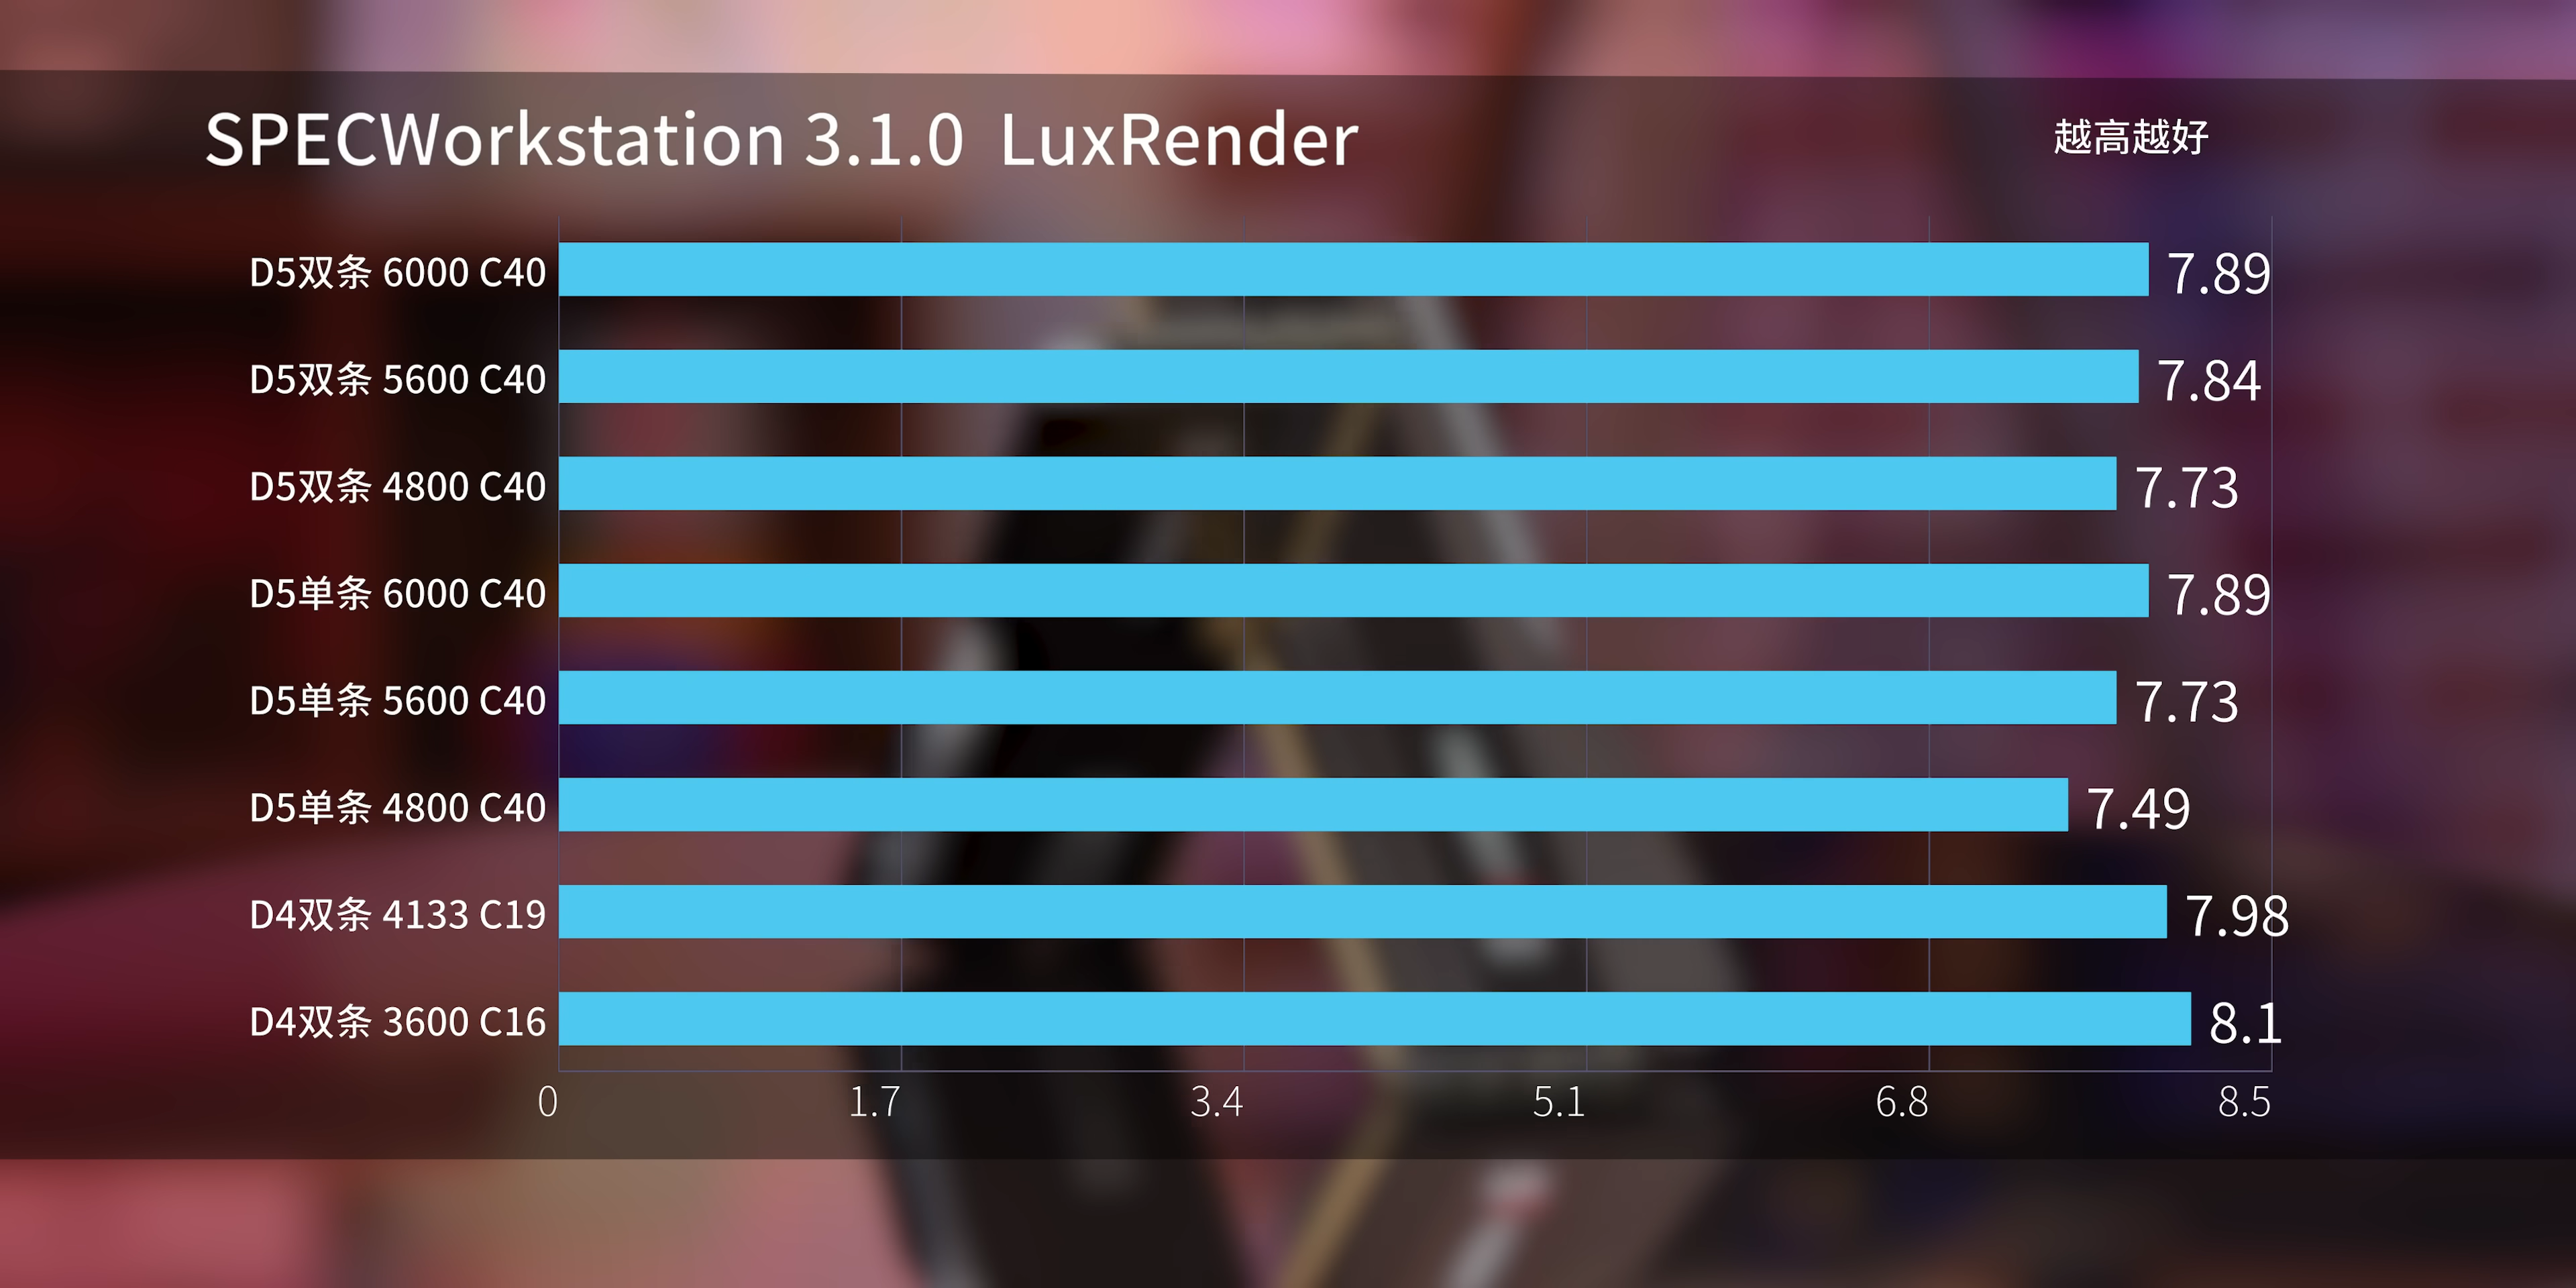 SPECWorkstation 3.1.0 LuxRender
越高越好
D5双条 6000 C40 7.89
D5双条 5600 C40 7.84
D5双条 4800 C40 7.73
D5单条 6000 C40 7.89
D5单条 5600 C40 7.73
D5单条 4800 C40 7.49
D4双条 4133 C19 7.98
D4双条 3600 C16 8.1
0 1.7 3.4 5.1 6.8 8.5